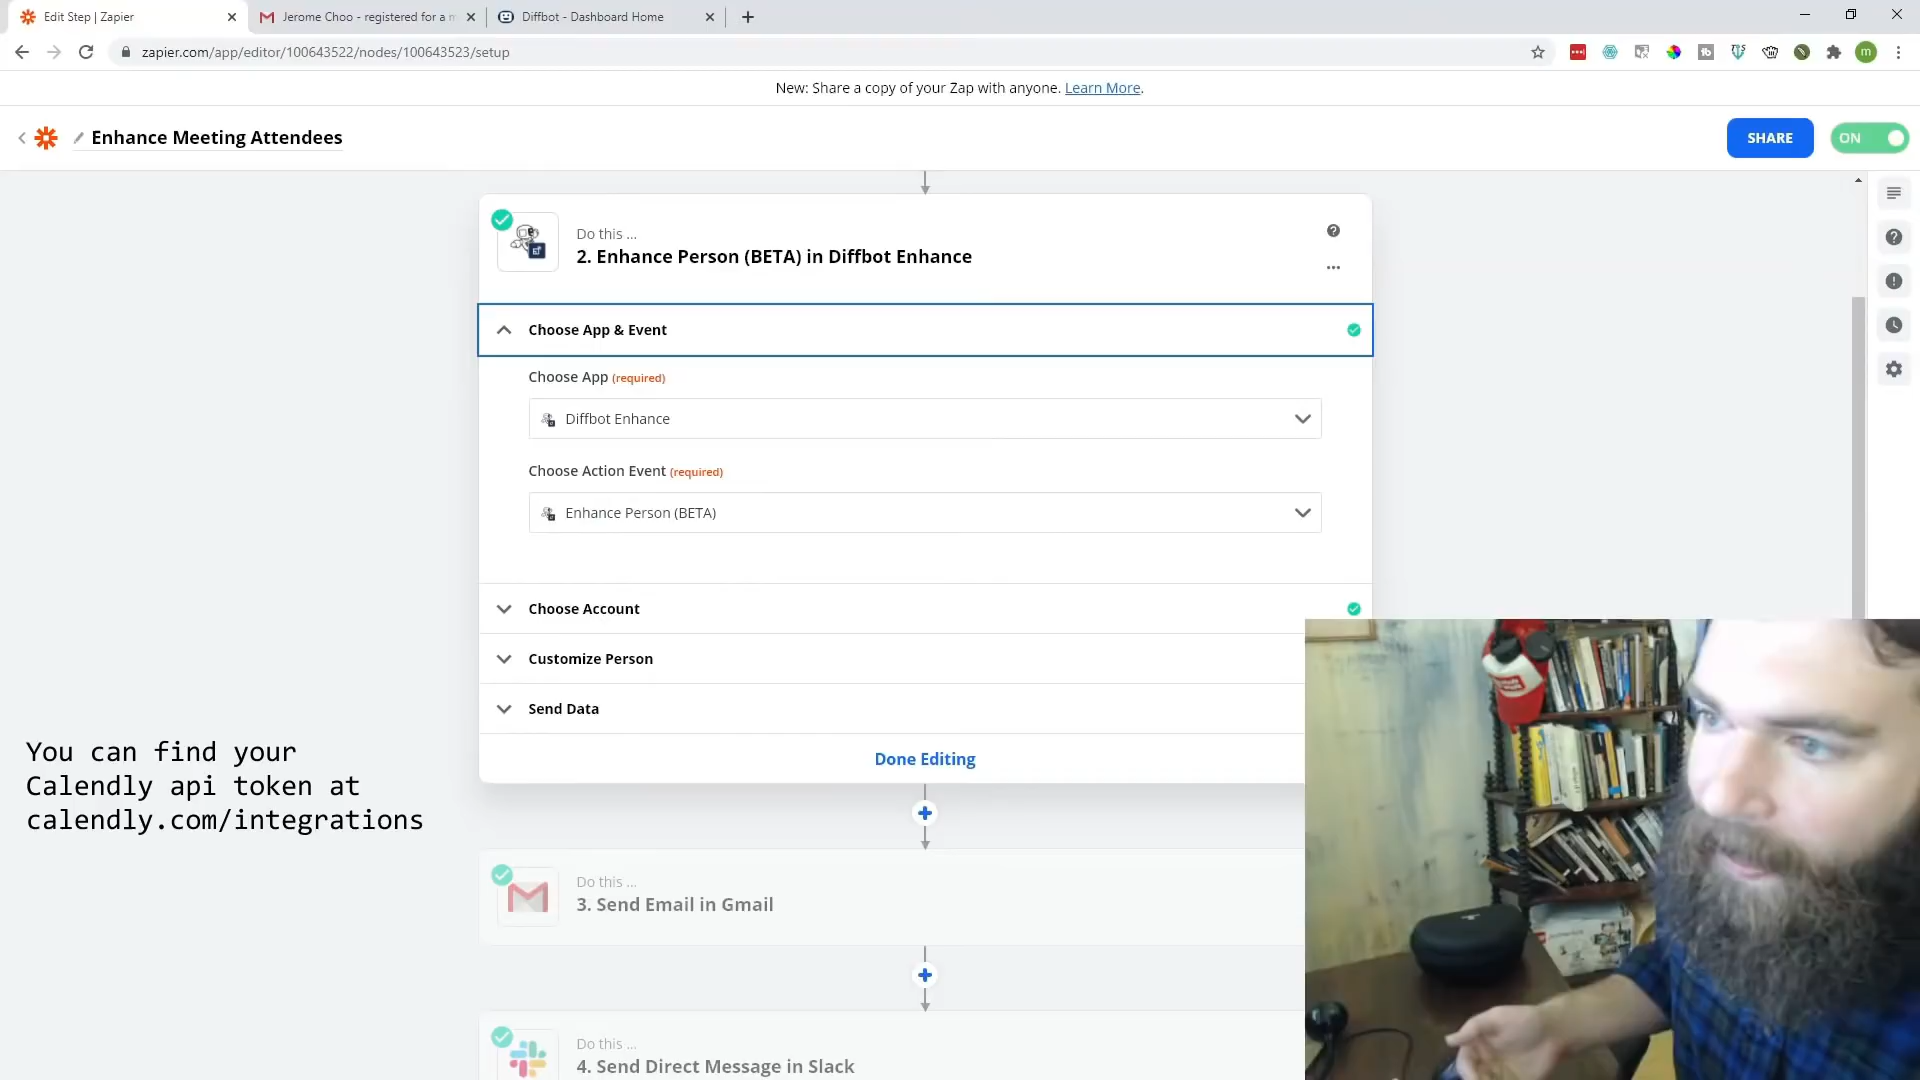 Edit Step | Zapier
Jerome Choo - registered for a m
Diffbot - Dashboard Home
zapier.com/app/editor/100643522/nodes/100643523/setup
m
New: Share a copy of your Zap with anyone. Learn More.
Enhance Meeting Attendees
SHARE
ON
Do this ...
2. Enhance Person (BETA) in Diffbot Enhance
Choose App & Event
Choose App (required)
Diffbot Enhance
Choose Action Event (required)
Enhance Person (BETA)
Choose Account
Customize Person
Send Data
Done Editing
You can find your
Calendly api token at
calendly.com/integrations
Do this ...
3. Send Email in Gmail
Do this ...
4. Send Direct Message in Slack